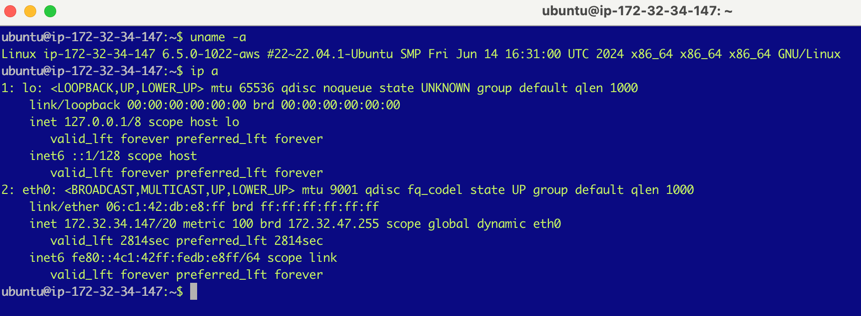 ubuntu@ip-172-32-34-147: ~
ubuntu@ip-172-32-34-147:~$ uname -a
Linux ip-172-32-34-147 6.5.0-1022-aws #22~22.04.1-Ubuntu SMP Fri Jun 14 16:31:00 UTC 2024 x86_64 x86_64 x86_64 GNU/Linux
ubuntu@ip-172-32-34-147:~$ ip a
1: lo: <LOOPBACK,UP,LOWER_UP> mtu 65536 qdisc noqueue state UNKNOWN group default qlen 1000
    link/loopback 00:00:00:00:00:00 brd 00:00:00:00:00:00
    inet 127.0.0.1/8 scope host lo
       valid_lft forever preferred_lft forever
    inet6 ::1/128 scope host
       valid_lft forever preferred_lft forever
2: eth0: <BROADCAST,MULTICAST,UP,LOWER_UP> mtu 9001 qdisc fq_codel state UP group default qlen 1000
    link/ether 06:c1:42:db:e8:ff brd ff:ff:ff:ff:ff:ff
    inet 172.32.34.147/20 metric 100 brd 172.32.47.255 scope global dynamic eth0
       valid_lft 2814sec preferred_lft 2814sec
    inet6 fe80::4c1:42ff:fedb:e8ff/64 scope link
       valid_lft forever preferred_lft forever
ubuntu@ip-172-32-34-147:~$